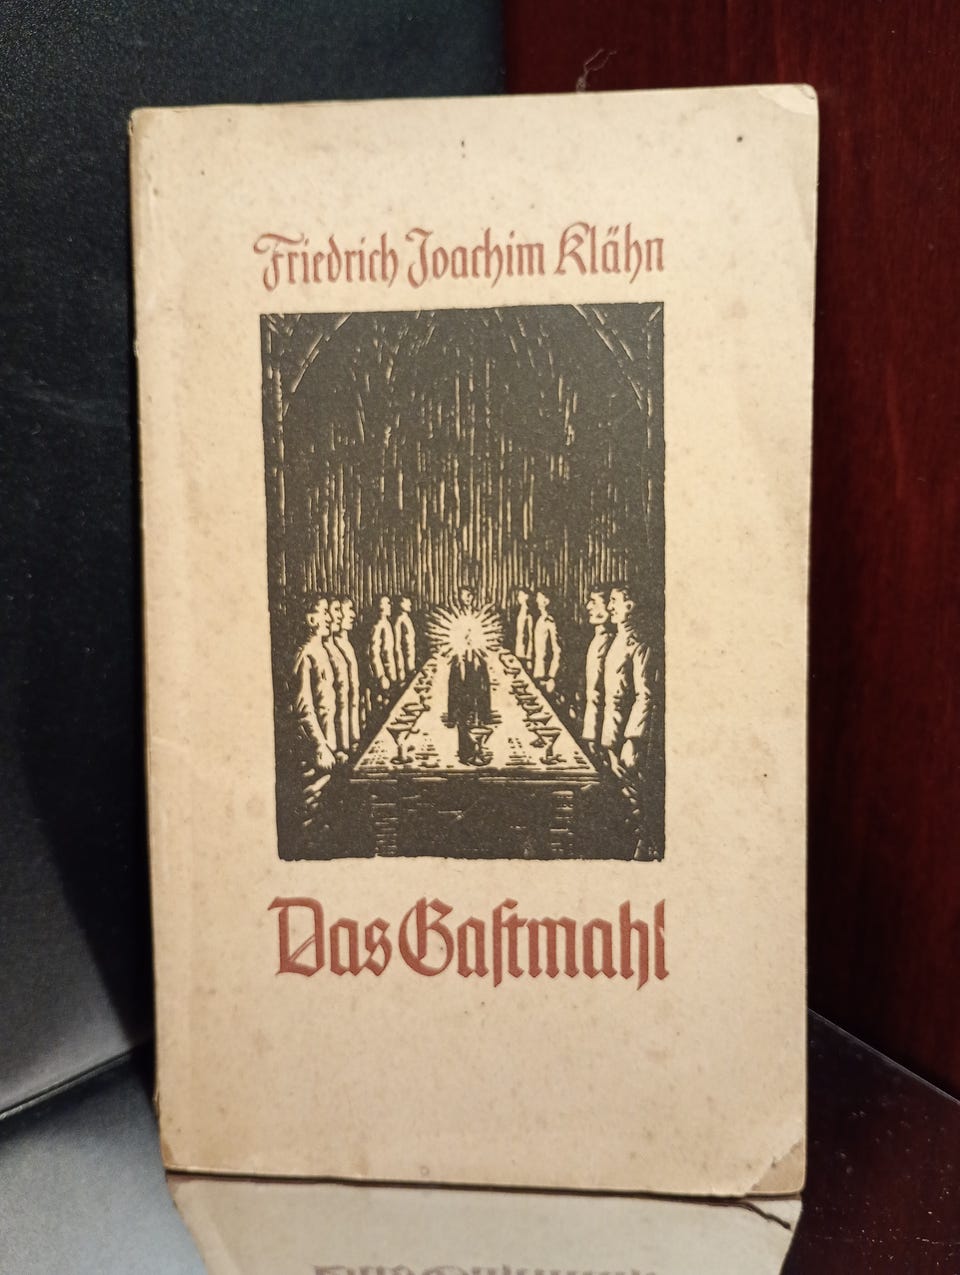 Friedrich Joachim Klähn
Das Gaſtmahl